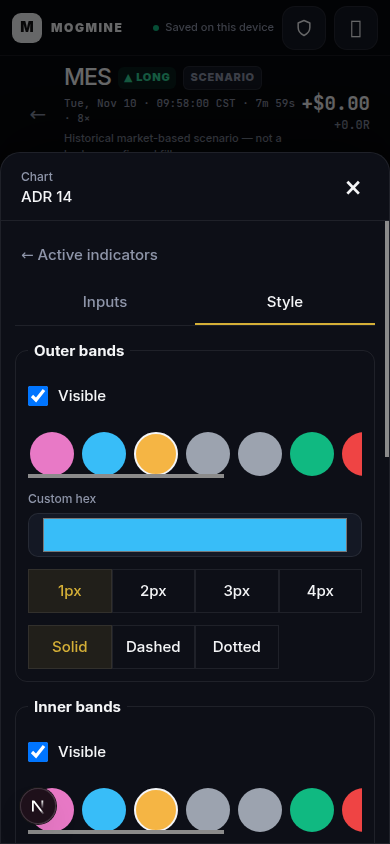 M MOGMINE
Saved on this device
MES ▲ LONG SCENARIO
Tue, Nov 10 · 09:58:00 CST · 7m 59s
· 8×
+$0.00
+0.0R
←
Historical market-based scenario — not a
Chart
ADR 14
×
← Active indicators
Inputs Style
Outer bands
Visible
Custom hex
1px 2px 3px 4px
Solid Dashed Dotted
Inner bands
Visible
N